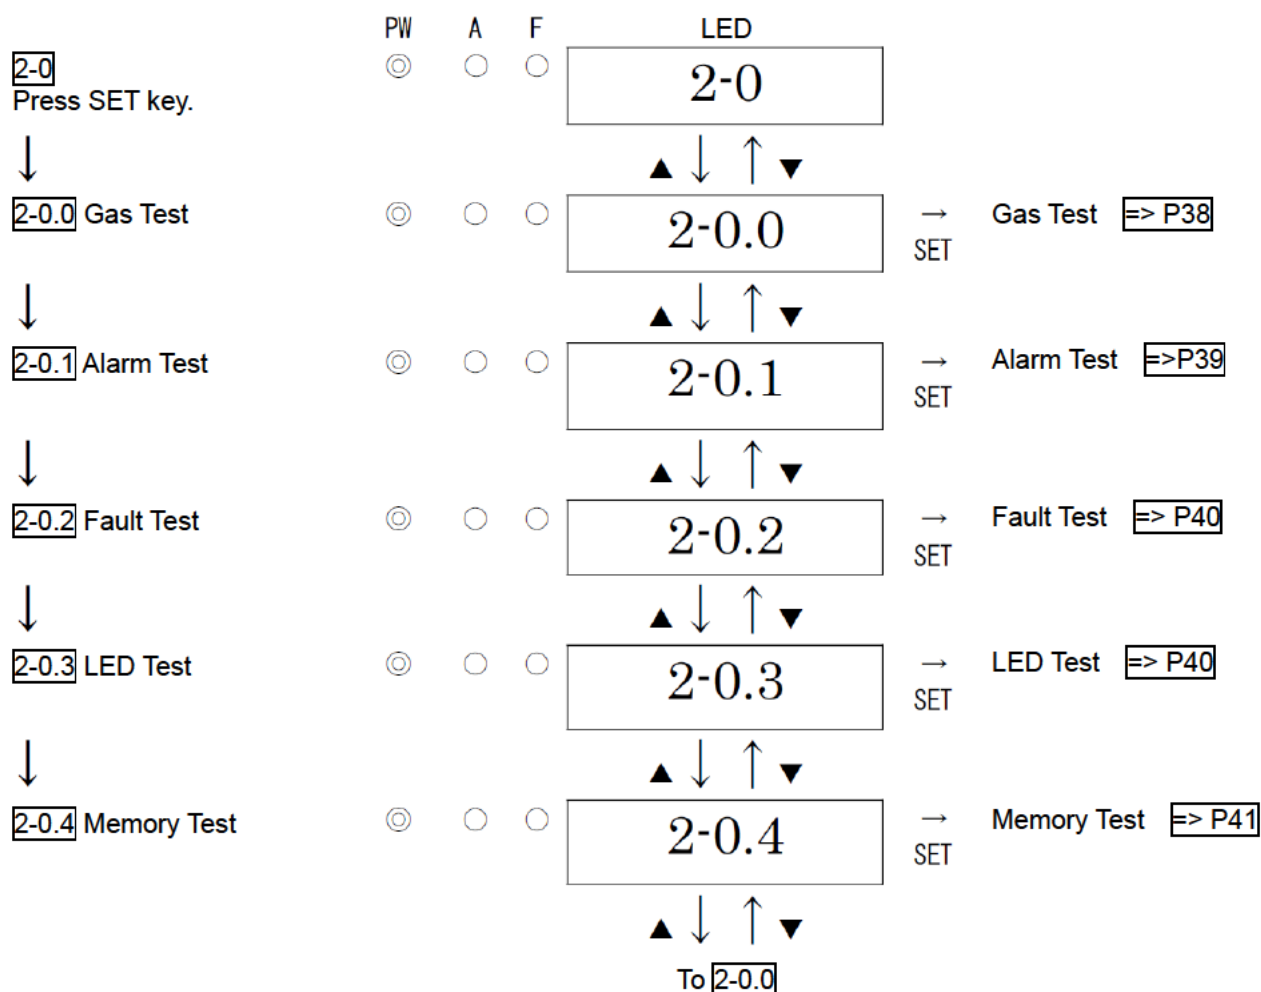 PW A F LED
2-0 ◎ ○ ○ 2-0
Press SET key.
↓ ▲ ↓ ↑ ▼
2-0.0 Gas Test ◎ ○ ○ 2-0.0 → Gas Test => P38
SET
↓ ▲ ↓ ↑ ▼
2-0.1 Alarm Test ◎ ○ ○ 2-0.1 → Alarm Test =>P39
SET
↓ ▲ ↓ ↑ ▼
2-0.2 Fault Test ◎ ○ ○ 2-0.2 → Fault Test => P40
SET
↓ ▲ ↓ ↑ ▼
2-0.3 LED Test ◎ ○ ○ 2-0.3 → LED Test => P40
SET
↓ ▲ ↓ ↑ ▼
2-0.4 Memory Test ◎ ○ ○ 2-0.4 → Memory Test => P41
SET
▲ ↓ ↑ ▼
To 2-0.0